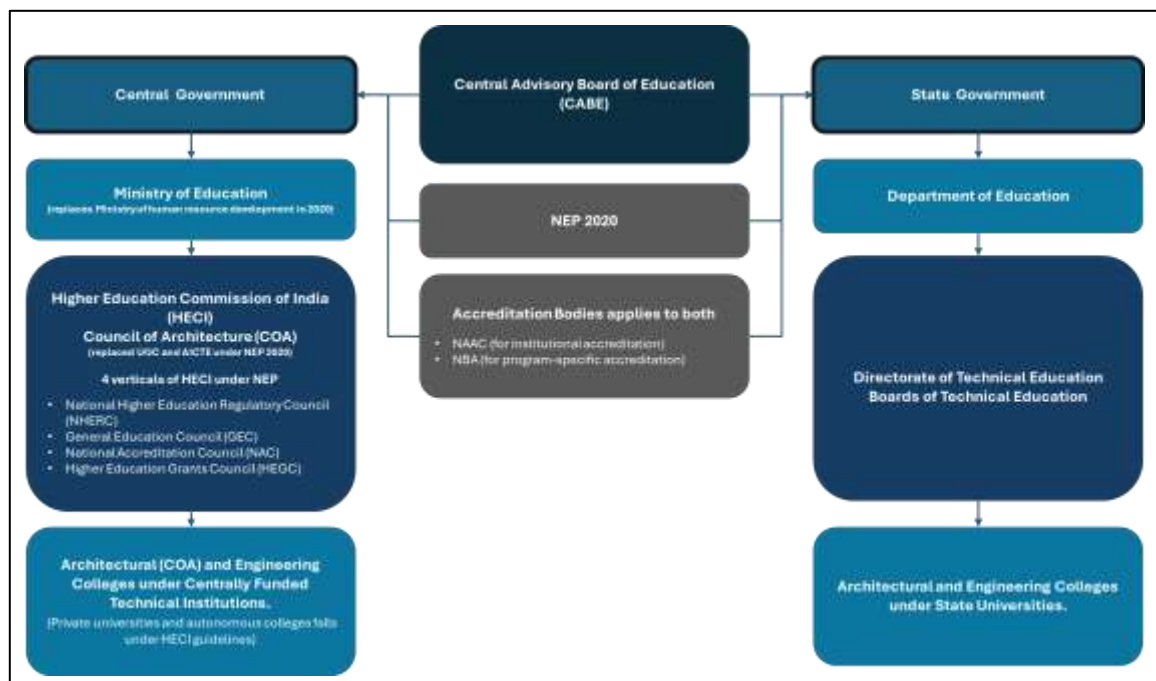 Central Government
Ministry of Education
(replaces Ministry of human resource development in 2020)
Higher Education Commission of India
(HECI)
Council of Architecture (COA)
(replaced UGC and AICTE under NEP 2020)
4 verticals of HECI under NEP
• National Higher Education Regulatory Council
(NHERC)
• General Education Council (GEC)
• National Accreditation Council (NAC)
• Higher Education Grants Council (HEGC)
Architectural (COA) and Engineering
Colleges under Centrally Funded
Technical Institutions.
(Private universities and autonomous colleges falls
under HECI guidelines)
Central Advisory Board of Education
(CABE)
NEP 2020
Accreditation Bodies applies to both
• NAAC (for institutional accreditation)
• NBA (for program-specific accreditation)
State Government
Department of Education
Directorate of Technical Education
Boards of Technical Education
Architectural and Engineering Colleges
under State Universities.